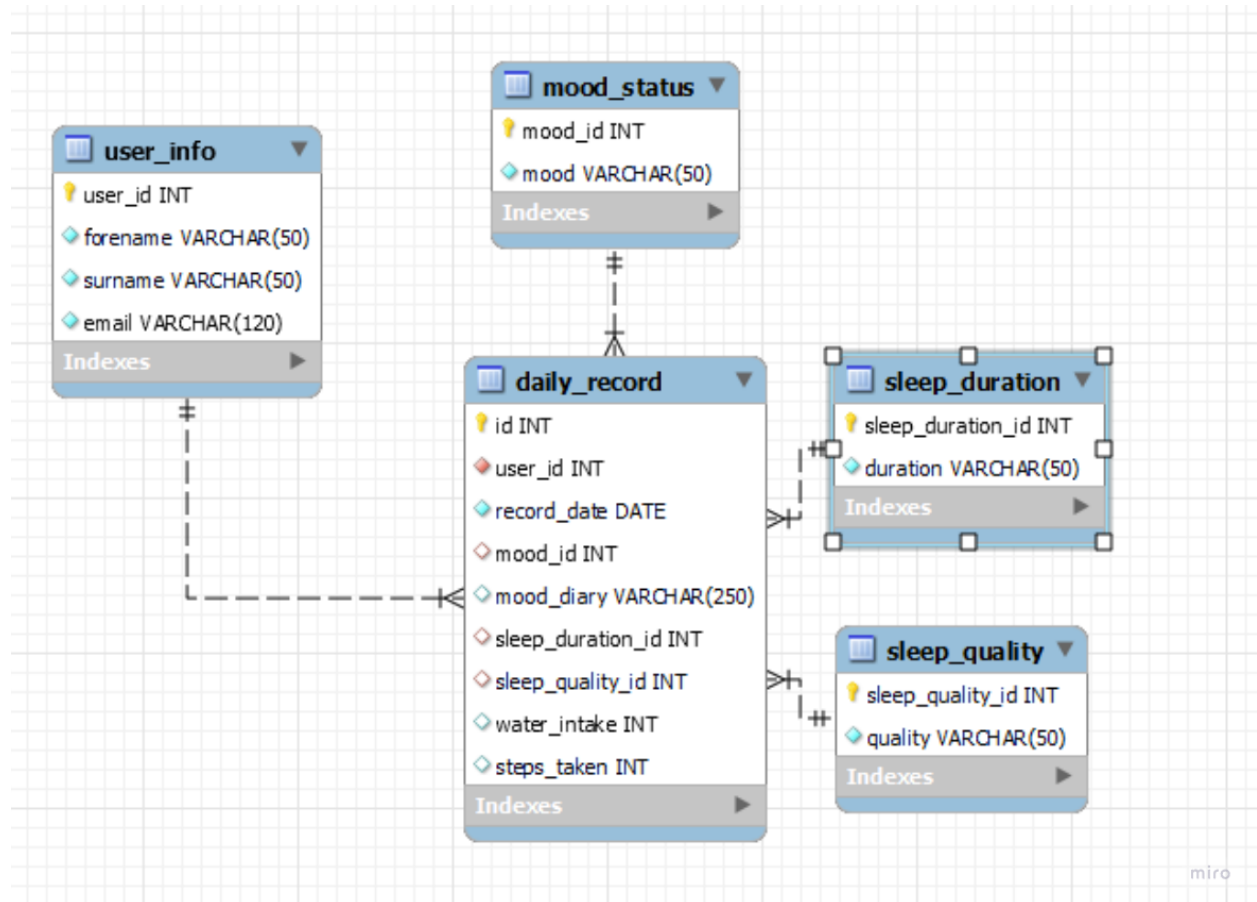 mood_status
mood_id INT
mood VARCHAR(50)
Indexes
user_info
user_id INT
forename VARCHAR(50)
surname VARCHAR(50)
email VARCHAR(120)
Indexes
daily_record
id INT
user_id INT
record_date DATE
mood_id INT
mood_diary VARCHAR(250)
sleep_duration_id INT
sleep_quality_id INT
water_intake INT
steps_taken INT
Indexes
sleep_duration
sleep_duration_id INT
duration VARCHAR(50)
Indexes
sleep_quality
sleep_quality_id INT
quality VARCHAR(50)
Indexes
miro